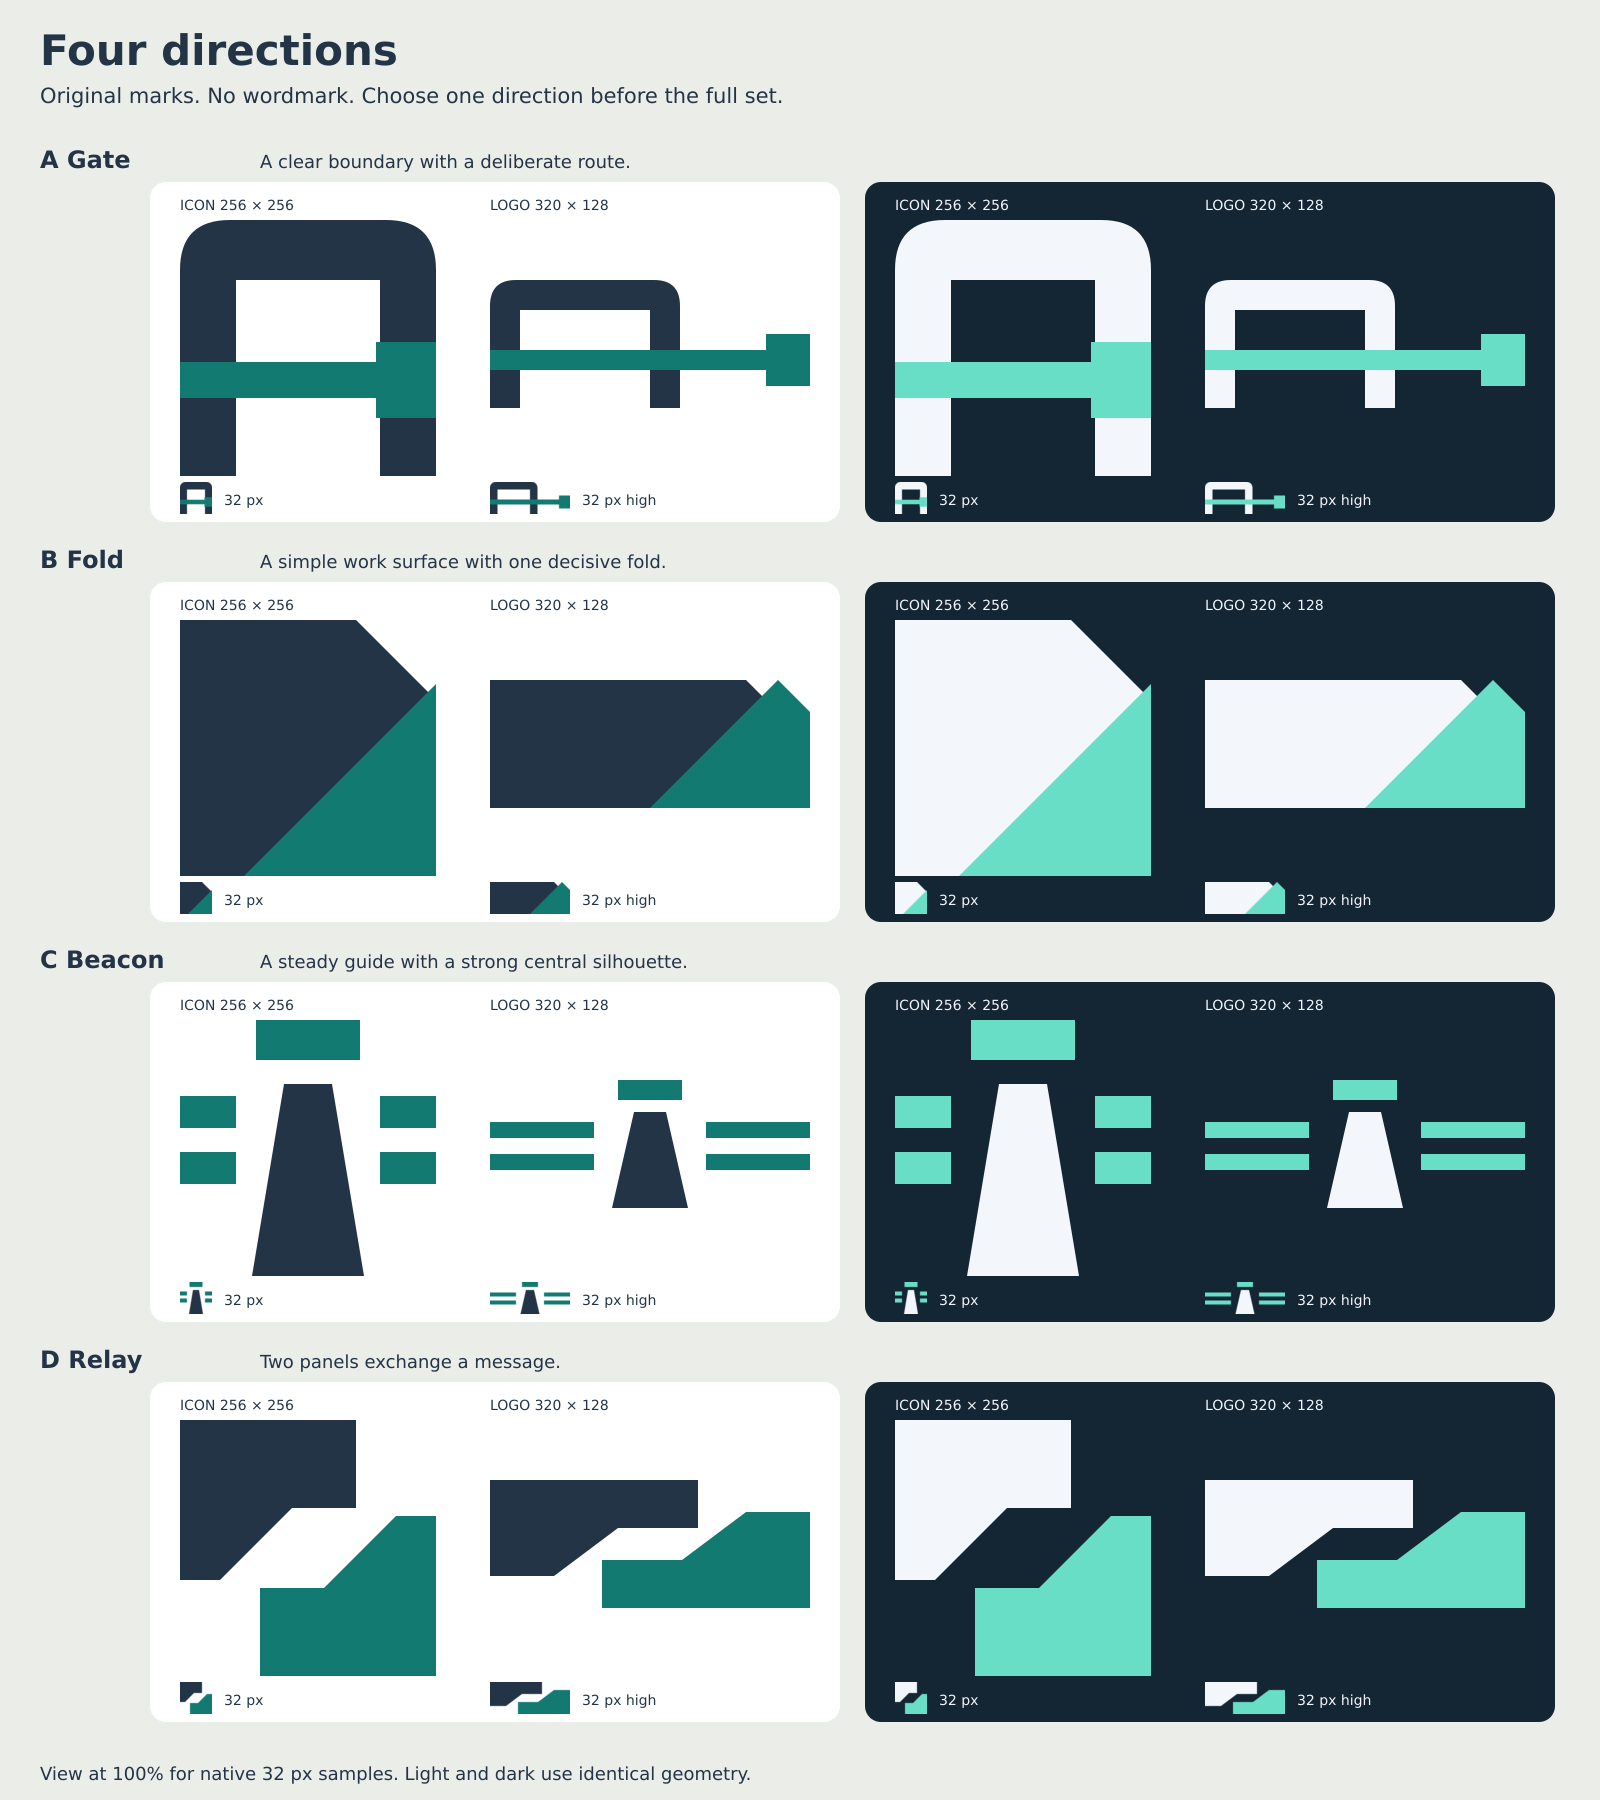 Four directions
Original marks. No wordmark. Choose one direction before the full set.
A Gate
A clear boundary with a deliberate route.
ICON 256 × 256
LOGO 320 × 128
ICON 256 × 256
LOGO 320 × 128
32 px
32 px high
32 px
32 px high
B Fold
A simple work surface with one decisive fold.
ICON 256 × 256
LOGO 320 × 128
ICON 256 × 256
LOGO 320 × 128
32 px
32 px high
32 px
32 px high
C Beacon
A steady guide with a strong central silhouette.
ICON 256 × 256
LOGO 320 × 128
ICON 256 × 256
LOGO 320 × 128
32 px
32 px high
32 px
32 px high
D Relay
Two panels exchange a message.
ICON 256 × 256
LOGO 320 × 128
ICON 256 × 256
LOGO 320 × 128
32 px
32 px high
32 px
32 px high
View at 100% for native 32 px samples. Light and dark use identical geometry.